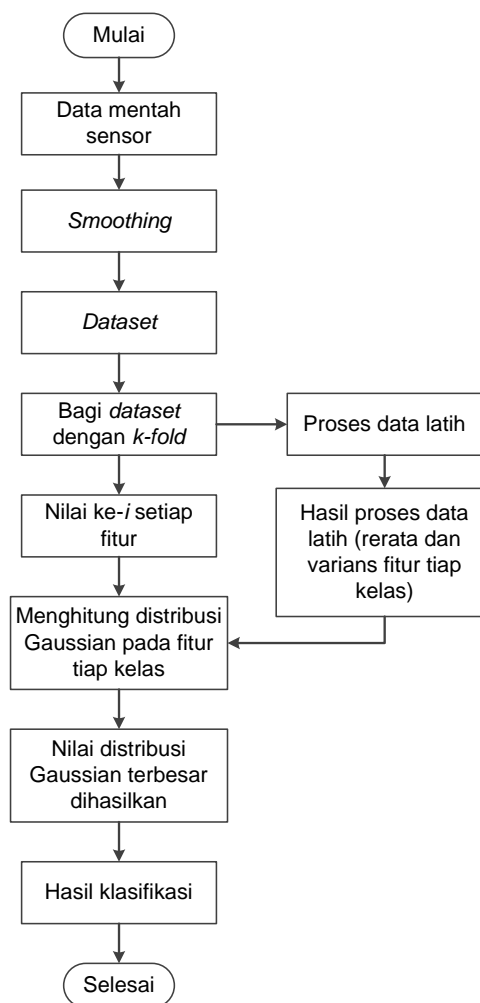 Mulai
Data mentah
sensor
Smoothing
Dataset
Bagi dataset
dengan k-fold
Proses data latih
Nilai ke-i setiap
fitur
Hasil proses data
latih (rerata dan
varians fitur tiap
kelas)
Menghitung distribusi
Gaussian pada fitur
tiap kelas
Nilai distribusi
Gaussian terbesar
dihasilkan
Hasil klasifikasi
Selesai